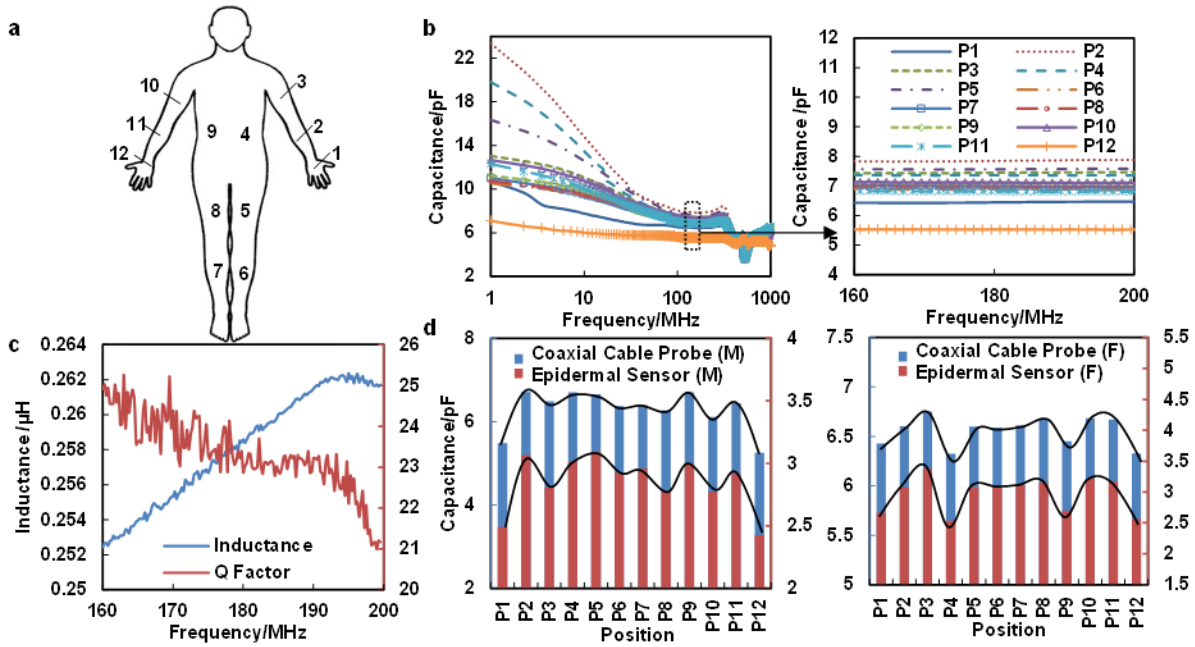 a
10
3
11
9
4
2
12
1
8
5
7
6
b
22
18
14
10
6
2
Capacitance/pF
1
10
100
1000
Frequency/MHz
12
11
10
9
8
7
6
5
4
Capacitance /pF
P1
P2
P3
P4
P5
P6
P7
P8
P9
P10
P11
P12
160
180
200
Frequency/MHz
c
0.264
0.262
0.26
0.258
0.256
0.254
0.252
0.25
Inductance /µH
26
25
24
23
22
21
20
Inductance
Q Factor
160
170
180
190
200
Frequency/MHz
d
8
6
4
2
Capacitance/pF
Coaxial Cable Probe (M)
Epidermal Sensor (M)
4
3.5
3
2.5
2
P1
P2
P3
P4
P5
P6
P7
P8
P9
P10
P11
P12
Position
7.5
7
6.5
6
5.5
5
Coaxial Cable Probe (F)
Epidermal Sensor (F)
5.5
5
4.5
4
3.5
3
2.5
2
1.5
P1
P2
P3
P4
P5
P6
P7
P8
P9
P10
P11
P12
Position